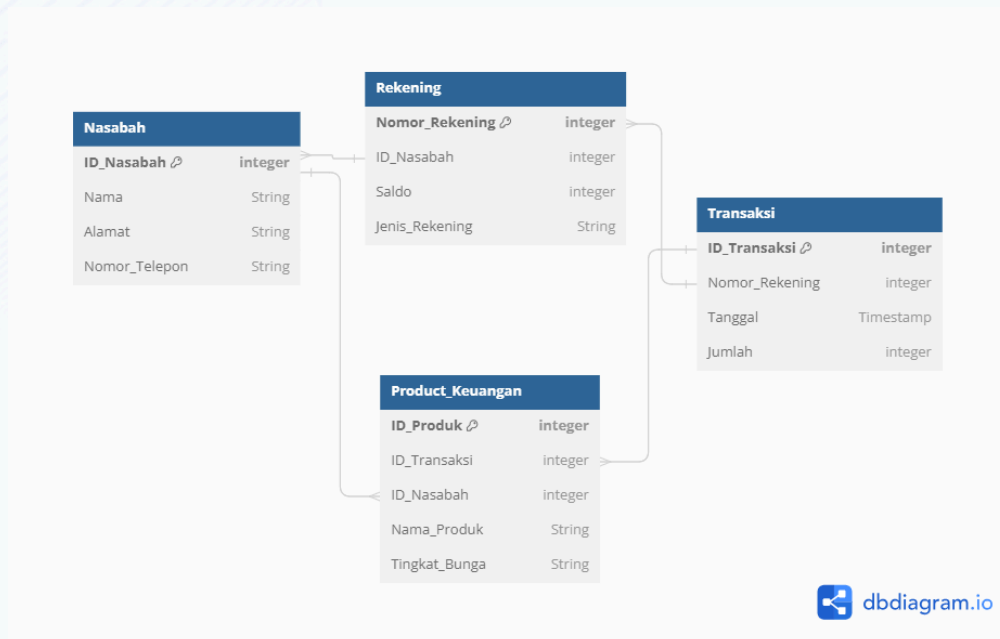 Nasabah
ID_Nasabah integer
Nama String
Alamat String
Nomor_Telepon String
Rekening
Nomor_Rekening integer
ID_Nasabah integer
Saldo integer
Jenis_Rekening String
Transaksi
ID_Transaksi integer
Nomor_Rekening integer
Tanggal Timestamp
Jumlah integer
Product_Keuangan
ID_Produk integer
ID_Transaksi integer
ID_Nasabah integer
Nama_Produk String
Tingkat_Bunga String
dbdiagram.io